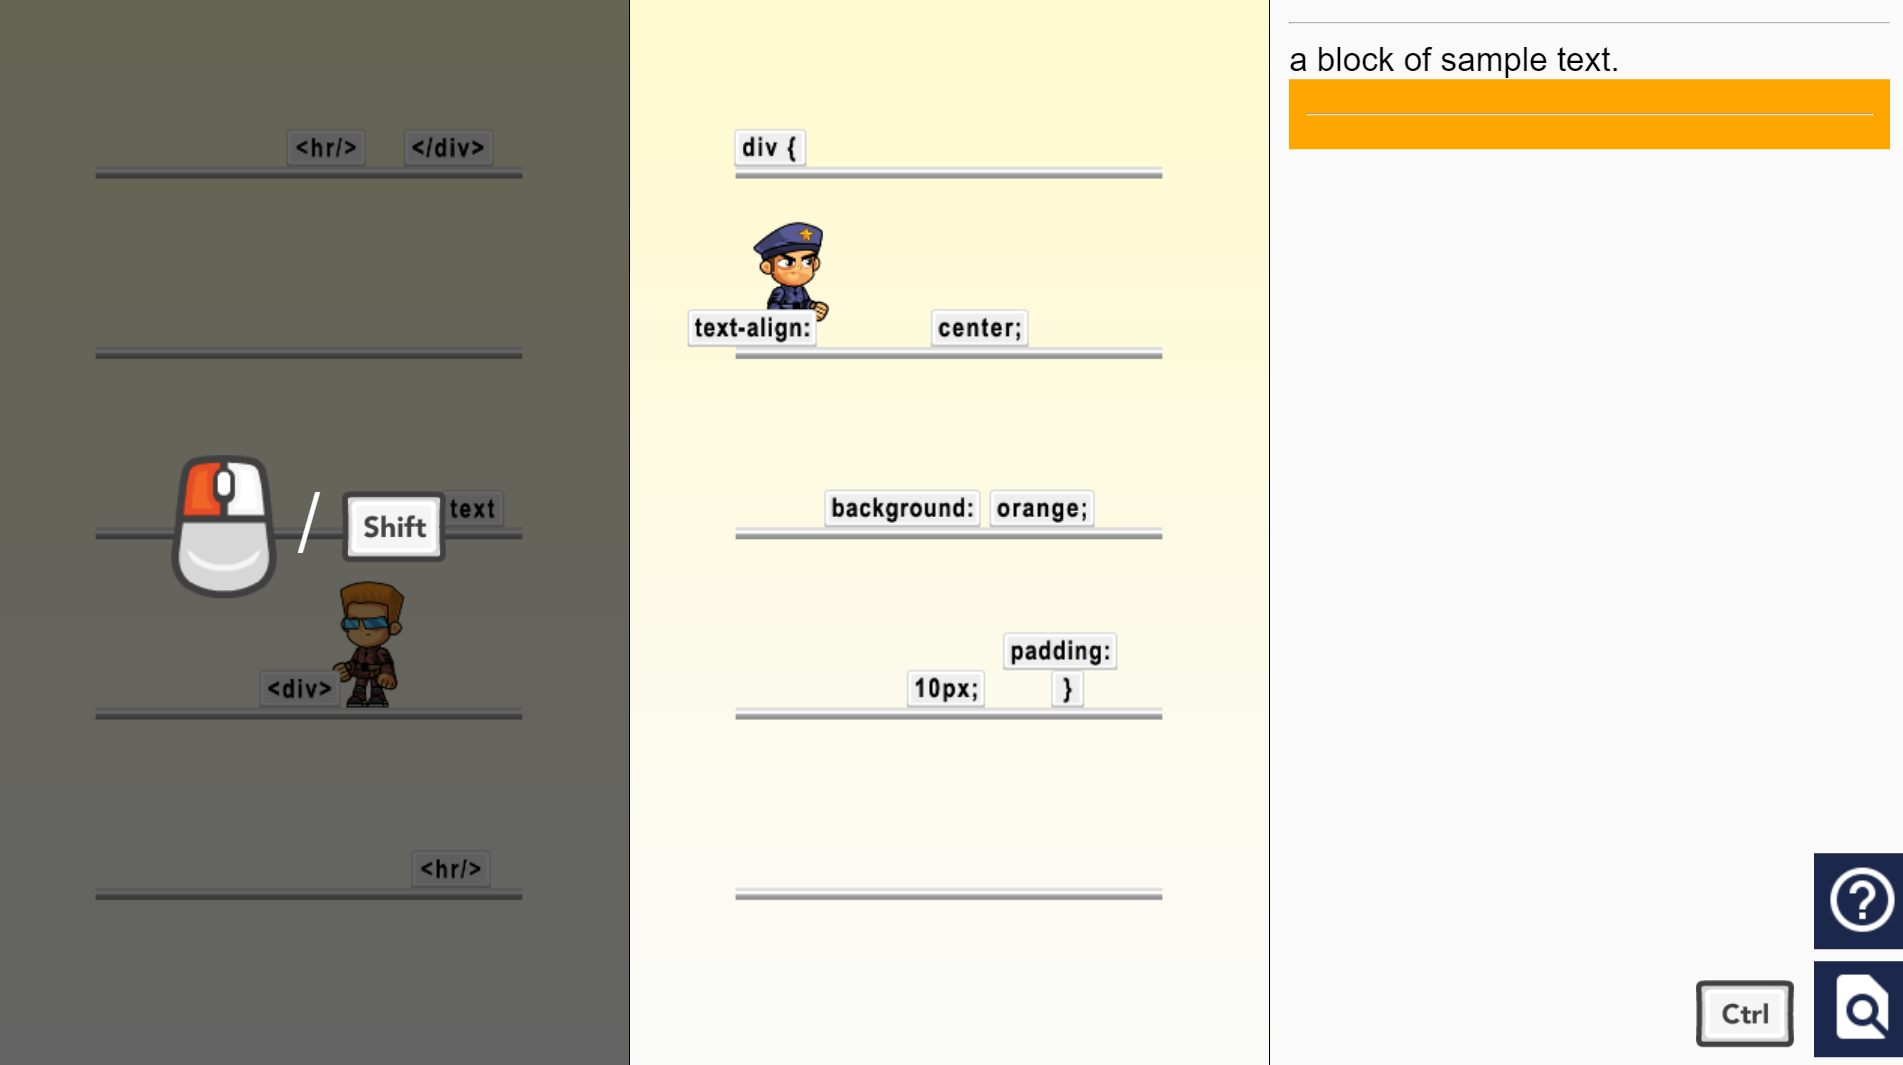 <hr/> </div>
/ Shift text
<div>
<hr/>
div {
text-align: center;
background: orange;
padding:
10px; }
a block of sample text.
?
Ctrl